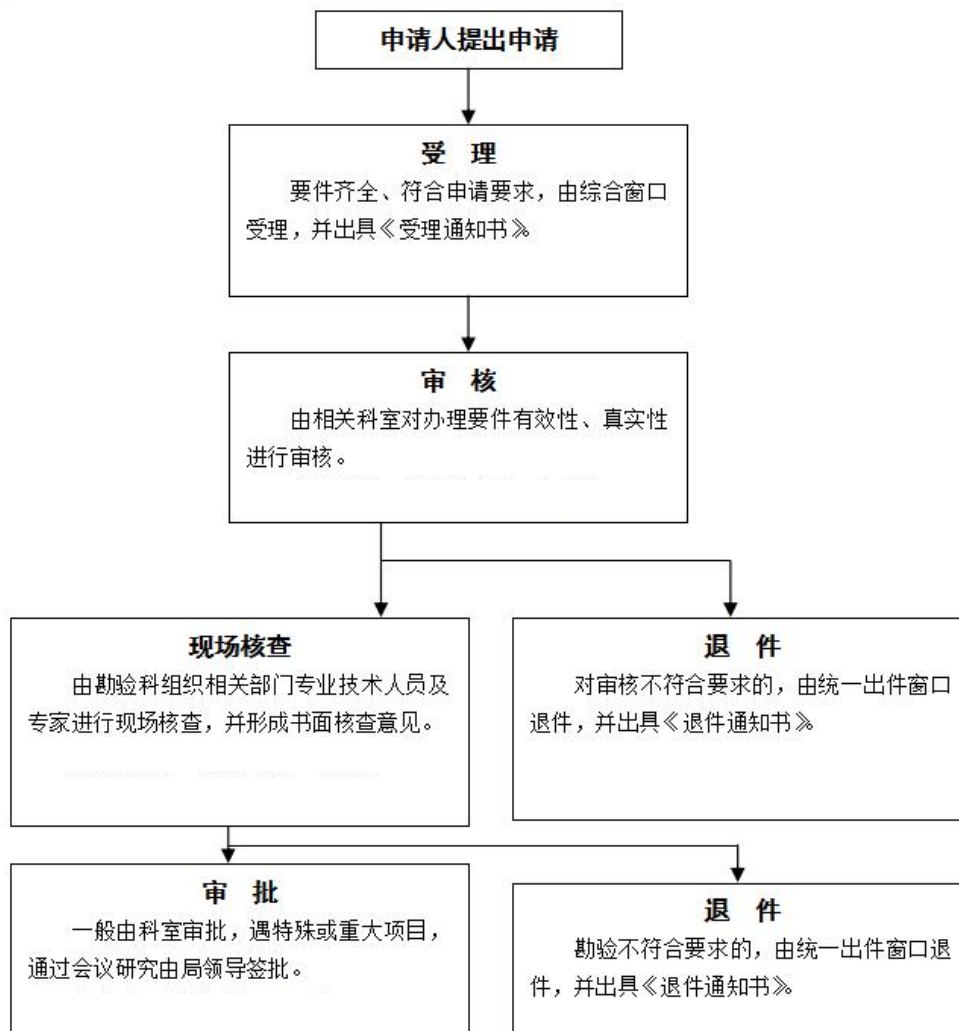 申请人提出申请
受 理
要件齐全、符合申请要求，由综合窗口
受理，并出具《受理通知书》。
审 核
由相关科室对办理要件有效性、真实性
进行审核。
现场核查
由勘验科组织相关部门专业技术人员及
专家进行现场核查，并形成书面核查意见。
退 件
对审核不符合要求的，由统一出件窗口
退件，并出具《退件通知书》。
审 批
一般由科室审批，遇特殊或重大项目，
通过会议研究由局领导签批。
退 件
勘验不符合要求的，由统一出件窗口退
件，并出具《退件通知书》。